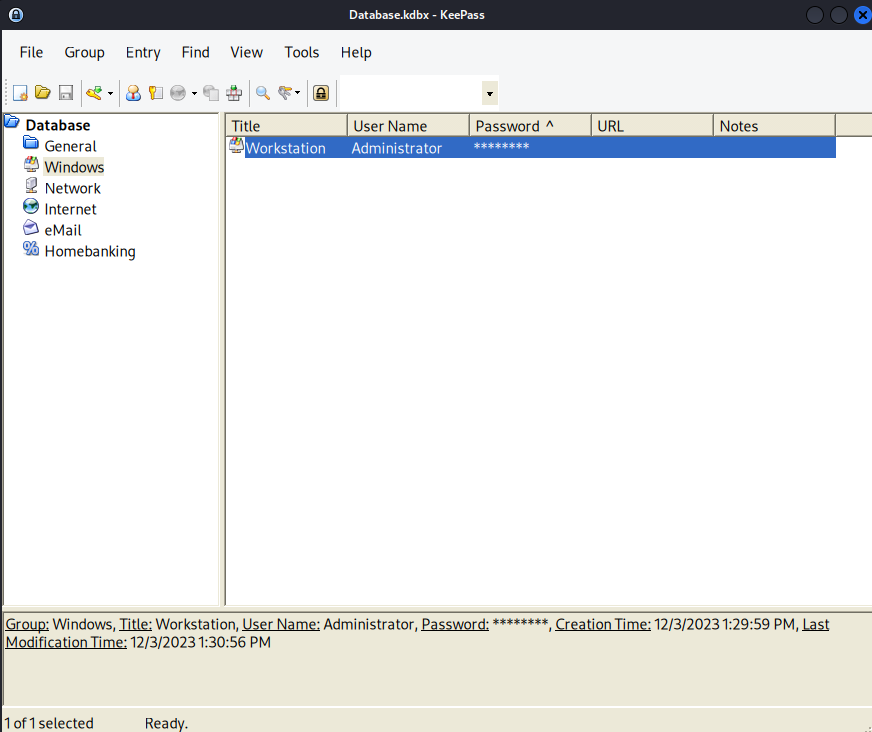 Database.kdbx - KeePass
File Group Entry Find View Tools Help
Title User Name Password ^ URL Notes
Workstation Administrator ********
Database
General
Windows
Network
Internet
eMail
Homebanking
Group: Windows, Title: Workstation, User Name: Administrator, Password: ********, Creation Time: 12/3/2023 1:29:59 PM, Last
Modification Time: 12/3/2023 1:30:56 PM
1 of 1 selected Ready.